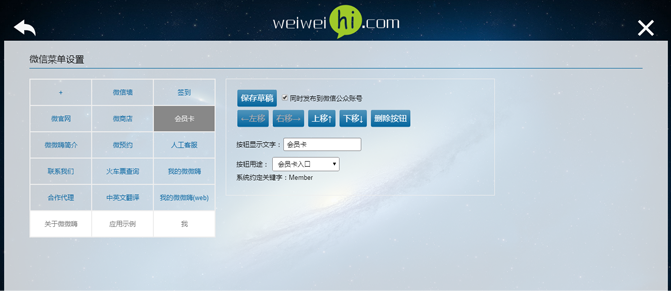 weiwei hi .com
微信菜单设置
+ 微信墙 签到
微官网 微商店 会员卡
微微嗨简介 微预约 人工客服
联系我们 火车票查询 我的微微嗨
合作代理 中英文翻译 我的微微嗨(web)
关于微微嗨 应用示例 我
保存草稿 同时发布到微信公众账号
←左移 右移→ 上移↑ 下移↓ 删除按钮
按钮显示文字： 会员卡
按钮用途： 会员卡入口
系统约定关键字：Member